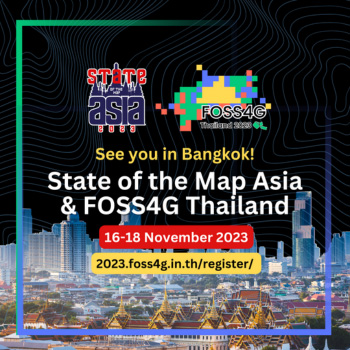 STATE
OF THE MAP
asia
2023
FOSS4G
Thailand 2023
See you in Bangkok!
State of the Map Asia
& FOSS4G Thailand
16-18 November 2023
2023.foss4g.in.th/register/